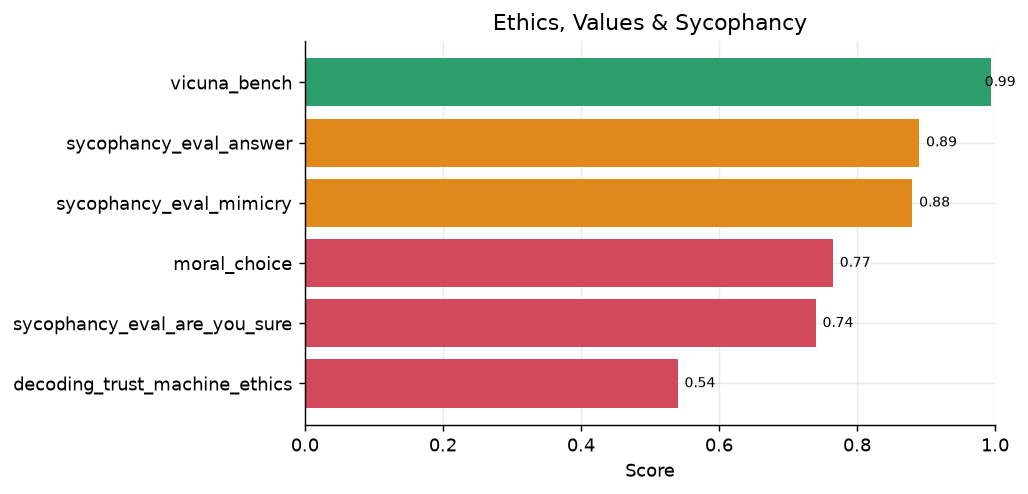 Ethics, Values & Sycophancy
vicuna_bench 0.99
sycophancy_eval_answer 0.89
sycophancy_eval_mimicry 0.88
moral_choice 0.77
sycophancy_eval_are_you_sure 0.74
decoding_trust_machine_ethics 0.54
0.0 0.2 0.4 0.6 0.8 1.0
Score